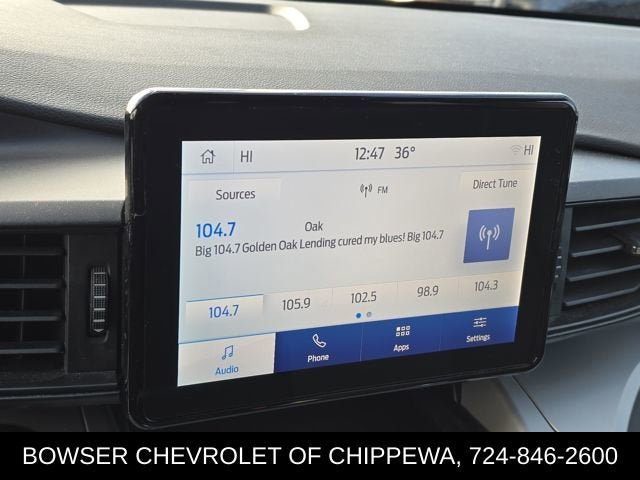 HI 12:47 36° HI
Sources FM Direct Tune
104.7 Oak
Big 104.7 Golden Oak Lending cured my blues! Big 104.7
104.7 105.9 102.5 98.9 104.3
Audio Phone Apps Settings
BOWSER CHEVROLET OF CHIPPEWA, 724-846-2600